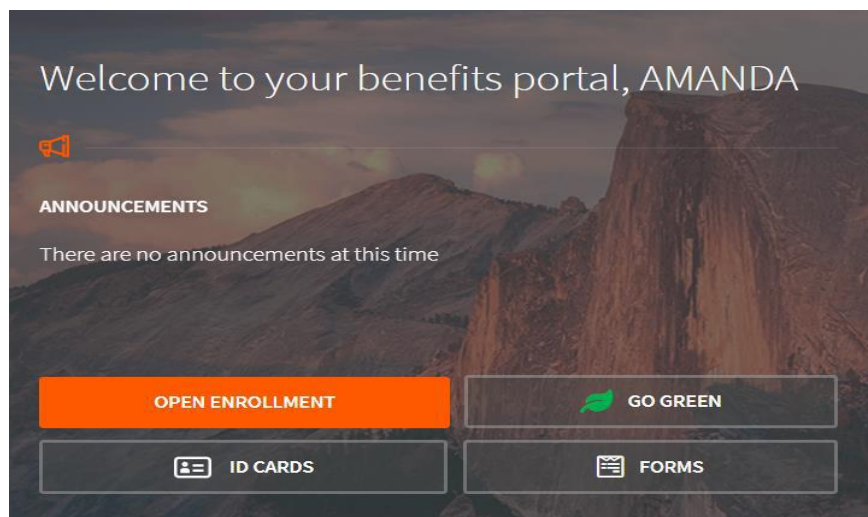 Welcome to your benefits portal, AMANDA
ANNOUNCEMENTS
There are no announcements at this time
OPEN ENROLLMENT
GO GREEN
ID CARDS
FORMS